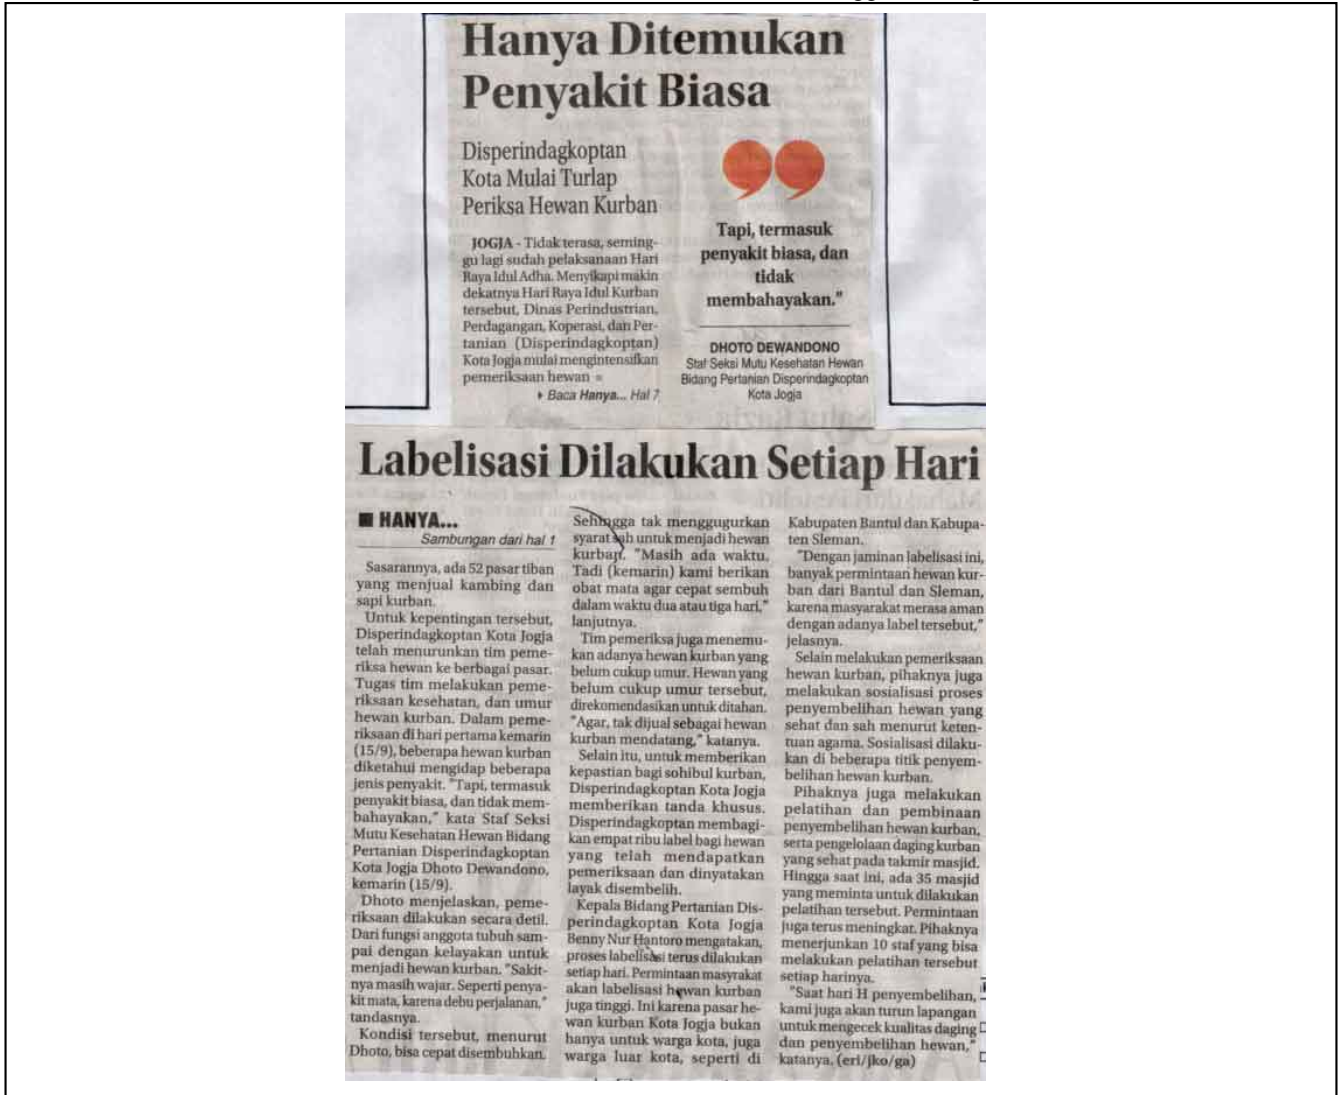 Hanya Ditemukan
Penyakit Biasa
Disperindagkoptan
Kota Mulai Turlap
Periksa Hewan Kurban
JOGJA - Tidak terasa, seming-
gu lagi sudah pelaksanaan Hari
Raya Idul Adha. Menyikapi makin
dekatnya Hari Raya Idul Kurban
tersebut, Dinas Perindustrian,
Perdagangan, Koperasi, dan Per-
tanian (Disperindagkoptan)
Kota Jogja mulai mengintensifkan
pemeriksaan hewan
Baca Hanya... Hal 7
Tapi, termasuk
penyakit biasa, dan
tidak
membahayakan."
DHOTO DEWANDONO
Staf Seksi Mutu Kesehatan Hewan
Bidang Pertanian Disperindagkoptan
Kota Jogja
Labelisasi Dilakukan Setiap Hari
HANYA...
Sambungan dari hal 1
Sasarannya, ada 52 pasar tiban
yang menjual kambing dan
sapi kurban.
Untuk kepentingan tersebut,
Disperindagkoptan Kota Jogja
telah menurunkan tim peme-
riksa hewan ke berbagai pasar.
Tugas tim melakukan peme-
riksaan kesehatan, dan umur
hewan kurban. Dalam peme-
riksaan di hari pertama kemarin
(15/9), beberapa hewan kurban
diketahui mengidap beberapa
jenis penyakit. "Tapi, termasuk
penyakit biasa, dan tidak mem-
bahayakan," kata Staf Seksi
Mutu Kesehatan Hewan Bidang
Pertanian Disperindagkoptan
Kota Jogja Dhoto Dewandono,
kemarin (15/9).
Dhoto menjelaskan, peme-
riksaan dilakukan secara detil.
Dari fungsi anggota tubuh sam-
pai dengan kelayakan untuk
menjadi hewan kurban. "Sakit-
nya masih wajar. Seperti penya-
kit mata, karena debu perjalanan,"
tandasnya.
Kondisi tersebut, menurut
Dhoto, bisa cepat disembuhkan.
Sehingga tak menggugurkan
syarat sah untuk menjadi hewan
kurban. "Masih ada waktu.
Tadi (kemarin) kami berikan
obat mata agar cepat sembuh
dalam waktu dua atau tiga hari,"
lanjutnya.
Tim pemeriksa juga menemu-
kan adanya hewan kurban yang
belum cukup umur. Hewan yang
belum cukup umur tersebut,
direkomendasikan untuk ditahan.
"Agar, tak dijual sebagai hewan
kurban mendatang," katanya.
Selain itu, untuk memberikan
kepastian bagi sohibul kurban,
Disperindagkoptan Kota Jogja
memberikan tanda khusus.
Disperindagkoptan membagi-
kan empat ribu label bagi hewan
yang telah mendapatkan
pemeriksaan dan dinyatakan
layak disembelih.
Kepala Bidang Pertanian Dis-
perindagkoptan Kota Jogja
Benny Nur Hantoro mengatakan,
proses labelisasi terus dilakukan
setiap hari. Permintaan masyrakat
akan labelisasi hewan kurban
juga tinggi. Ini karena pasar he-
wan kurban Kota Jogja bukan
hanya untuk warga kota, juga
warga luar kota, seperti di
Kabupaten Bantul dan Kabupa-
ten Sleman.
"Dengan jaminan labelisasi ini,
banyak permintaan hewan kur-
ban dari Bantul dan Sleman,
karena masyarakat merasa aman
dengan adanya label tersebut,"
jelasnya.
Selain melakukan pemeriksaan
hewan kurban, pihaknya juga
melakukan sosialisasi proses
penyembelihan hewan yang
sehat dan sah menurut keten-
tuan agama. Sosialisasi dilaku-
kan di beberapa titik penyem-
belihan hewan kurban.
Pihaknya juga melakukan
pelatihan dan pembinaan
penyembelihan hewan kurban,
serta pengelolaan daging kurban
yang sehat pada takmir masjid.
Hingga saat ini, ada 35 masjid
yang meminta untuk dilakukan
pelatihan tersebut. Permintaan
juga terus meningkat. Pihaknya
menerjunkan 10 staf yang bisa
melakukan pelatihan tersebut
setiap harinya.
"Saat hari H penyembelihan,
kami juga akan turun lapangan
untuk mengecek kualitas daging
dan penyembelihan hewan,"
katanya. (eri/jko/ga)